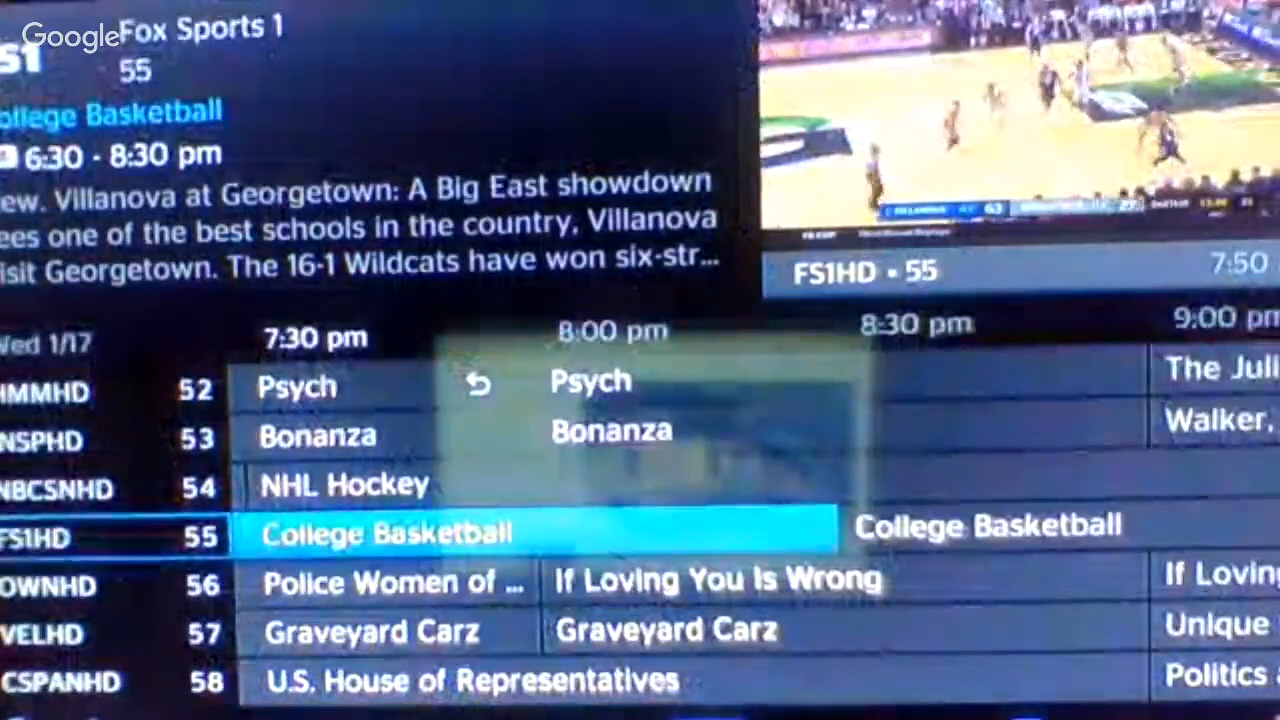 Google
Fox Sports 1
S1
55
ollege Basketball
6:30 - 8:30 pm
ew. Villanova at Georgetown: A Big East showdown
ees one of the best schools in the country, Villanova
isit Georgetown. The 16-1 Wildcats have won six-str...
63
FS1HD • 55
7:50
Wed 1/17
7:30 pm
8:00 pm
8:30 pm
9:00 pm
HMMHD 52 Psych Psych The Juli
NSPHD 53 Bonanza Bonanza Walker,
NBCSNHD 54 NHL Hockey
FS1HD 55 College Basketball College Basketball
OWNHD 56 Police Women of ... If Loving You Is Wrong If Lovin
VELHD 57 Graveyard Carz Graveyard Carz Unique
CSPANHD 58 U.S. House of Representatives Politics